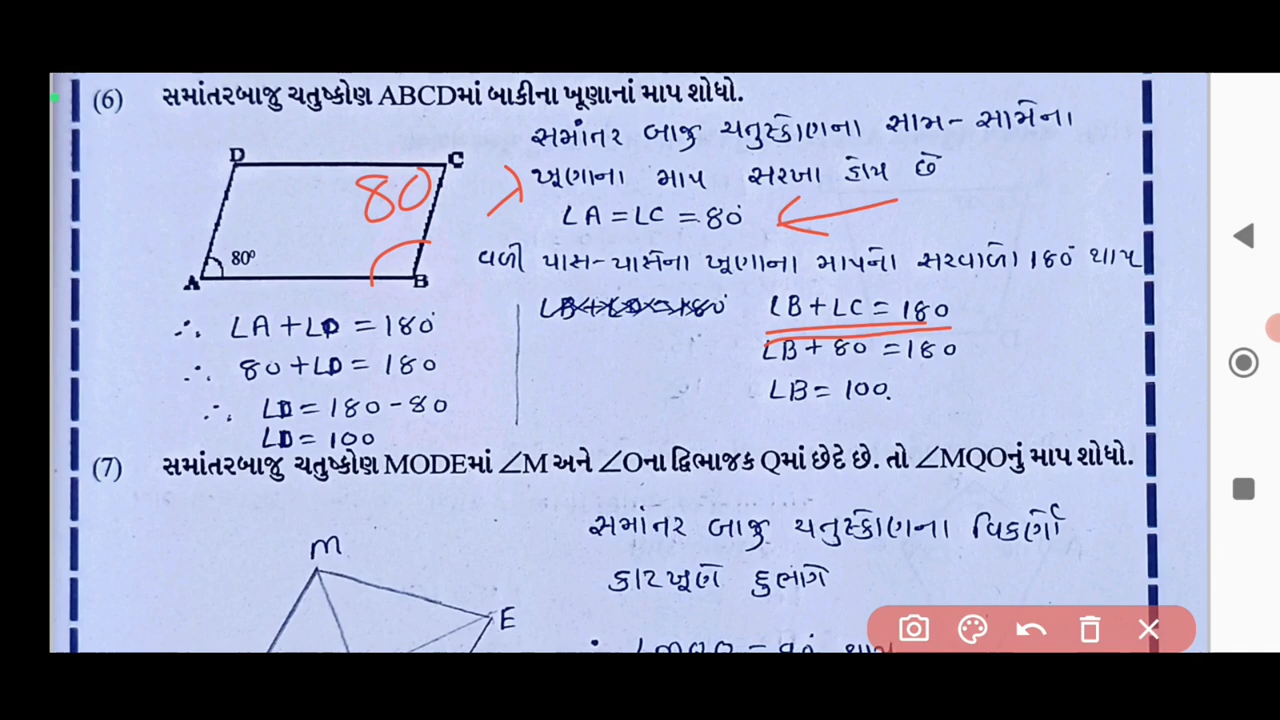 (6) સમાંતરબાજુ ચતુષ્કોણ ABCDમાં બાકીના ખૂણાનાં માપ શોધો.
સમાંતર બાજુ ચતુષ્કોણના સામ-સામેના
ખૂણાના માપ સરખા હોય છે
∠A = ∠C = 80°
વળી પાસ-પાસેના ખૂણાના માપનો સરવાળો 180° થાય
D
C
80
80°
A
B
∠B + ∠C = 180
∠B + 80 = 180
∠B = 100.
∴ ∠A + ∠D = 180°
∴ 80 + ∠D = 180
∴ ∠D = 180 - 80
∠D = 100
(7) સમાંતરબાજુ ચતુષ્કોણ MODEમાં ∠M અને ∠Oના દ્વિભાજક Qમાં છેદે છે. તો ∠MQOનું માપ શોધો.
સમાંતર બાજુ ચતુષ્કોણના વિકર્ણો
કાટખૂણે દુભાગે
M
E